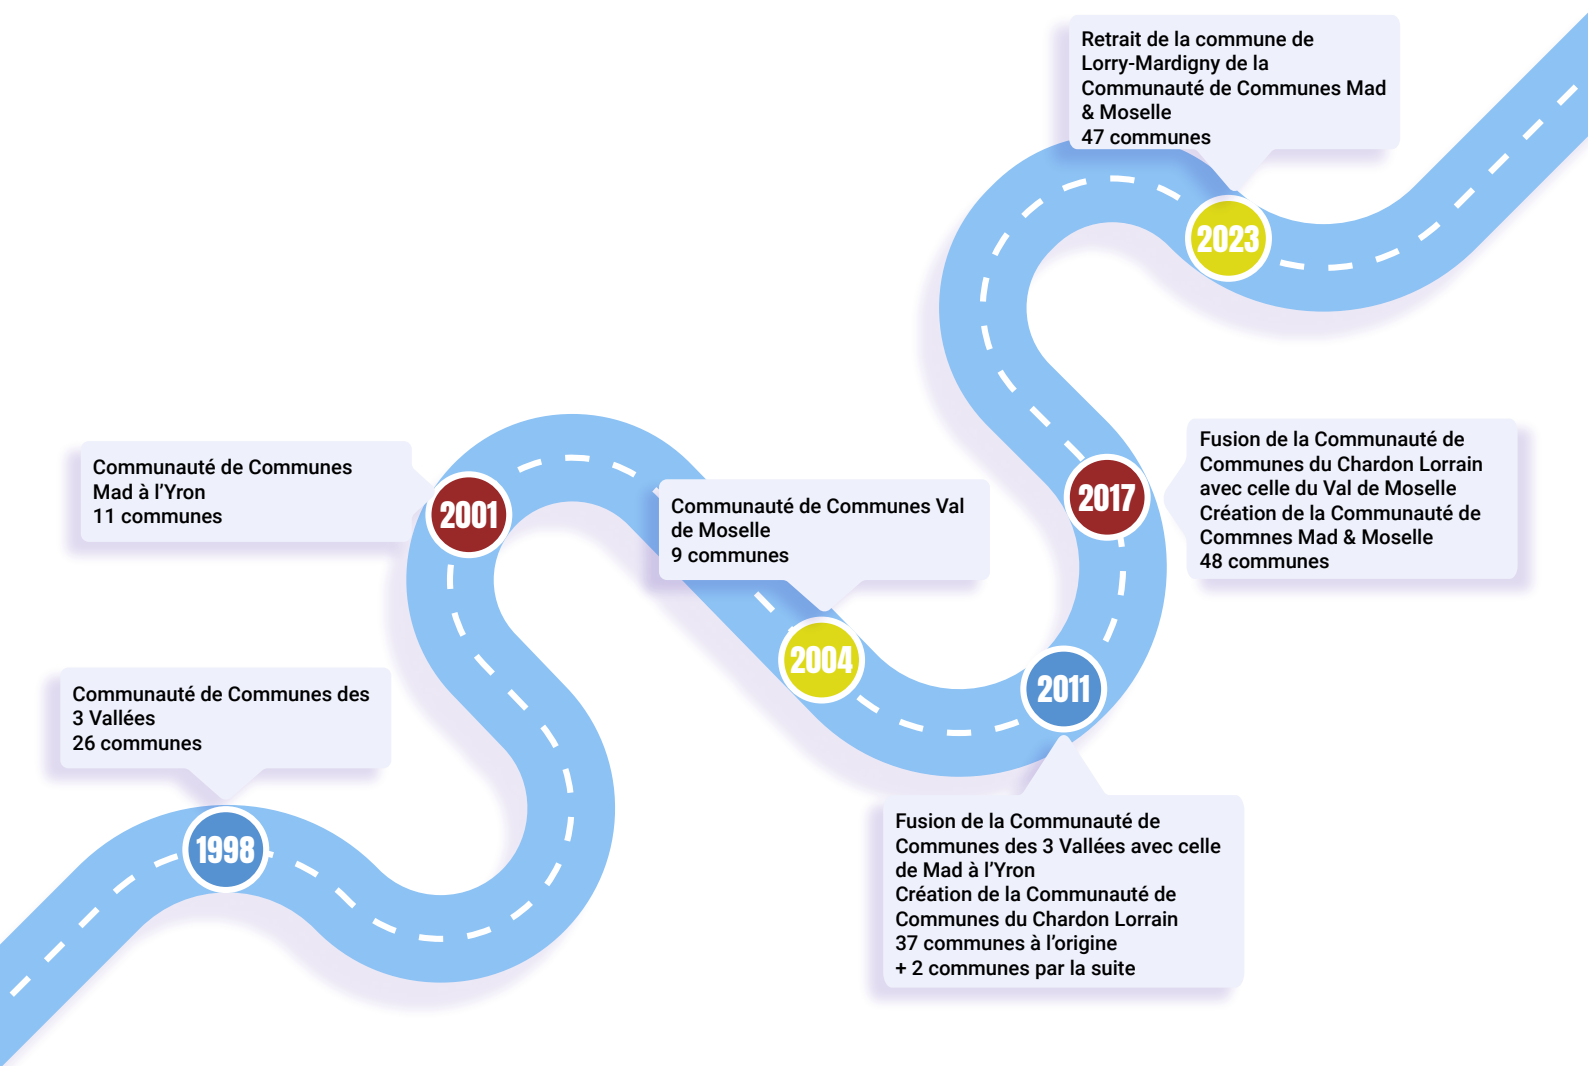 Retrait de la commune de
Lorry-Mardigny de la
Communauté de Communes Mad
& Moselle
47 communes
2023
Communauté de Communes
Mad à l'Yron
11 communes
2001
Communauté de Communes Val
de Moselle
9 communes
2004
2017
Fusion de la Communauté de
Communes du Chardon Lorrain
avec celle du Val de Moselle
Création de la Communauté de
Commnes Mad & Moselle
48 communes
Communauté de Communes des
3 Vallées
26 communes
1998
2011
Fusion de la Communauté de
Communes des 3 Vallées avec celle
de Mad à l'Yron
Création de la Communauté de
Communes du Chardon Lorrain
37 communes à l'origine
+ 2 communes par la suite